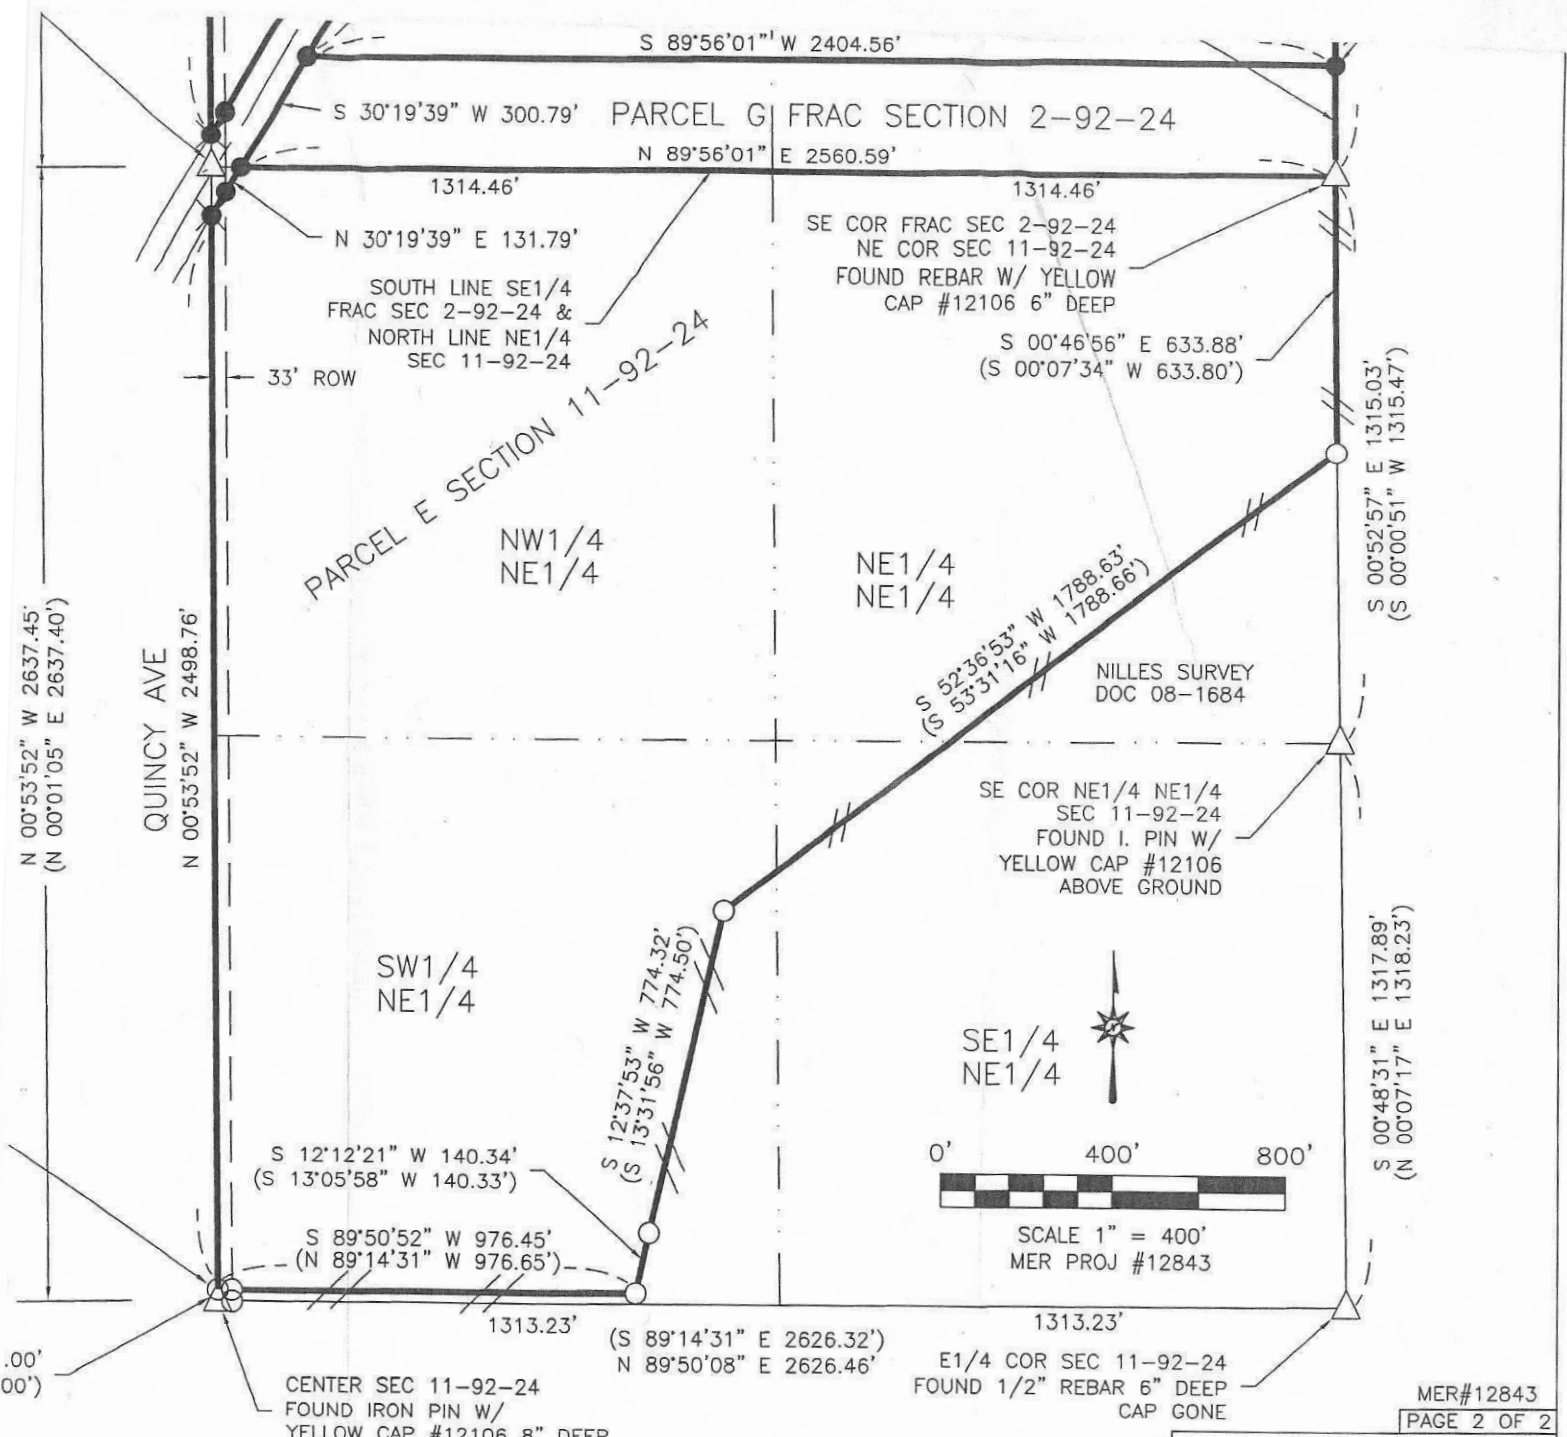 S 89°56'01" W 2404.56'
S 30°19'39" W 300.79'
PARCEL G FRAC SECTION 2-92-24
N 89°56'01" E 2560.59'
1314.46'
1314.46'
N 30°19'39" E 131.79'
SE COR FRAC SEC 2-92-24
NE COR SEC 11-92-24
FOUND REBAR W/ YELLOW
CAP #12106 6" DEEP
SOUTH LINE SE1/4
FRAC SEC 2-92-24 &
NORTH LINE NE1/4
SEC 11-92-24
S 00°46'56" E 633.88'
(S 00°07'34" W 633.80')
33' ROW
PARCEL E SECTION 11-92-24
S 00°52'57" E 1315.03'
(S 00°00'51" W 1315.47')
NW1/4
NE1/4
NE1/4
NE1/4
N 00°53'52" W 2637.45'
(N 00°01'05" E 2637.40')
QUINCY AVE
N 00°53'52" W 2498.76'
S 52°36'53" W 1788.63'
(S 53°31'16" W 1788.66')
NILLES SURVEY
DOC 08-1684
SE COR NE1/4 NE1/4
SEC 11-92-24
FOUND I. PIN W/
YELLOW CAP #12106
ABOVE GROUND
SW1/4
NE1/4
S 12°37'53" W 774.32'
(S 13°31'56" W 774.50')
SE1/4
NE1/4
S 00°48'31" E 1317.89'
(N 00°07'17" E 1318.23')
S 12°12'21" W 140.34'
(S 13°05'58" W 140.33')
0' 400' 800'
SCALE 1" = 400'
MER PROJ #12843
S 89°50'52" W 976.45'
(N 89°14'31" W 976.65')
1313.23'
1313.23'
(S 89°14'31" E 2626.32')
N 89°50'08" E 2626.46'
.00'
00')
E1/4 COR SEC 11-92-24
FOUND 1/2" REBAR 6" DEEP
CAP GONE
CENTER SEC 11-92-24
FOUND IRON PIN W/
YELLOW CAP #12106 8" DEEP
MER#12843
PAGE 2 OF 2